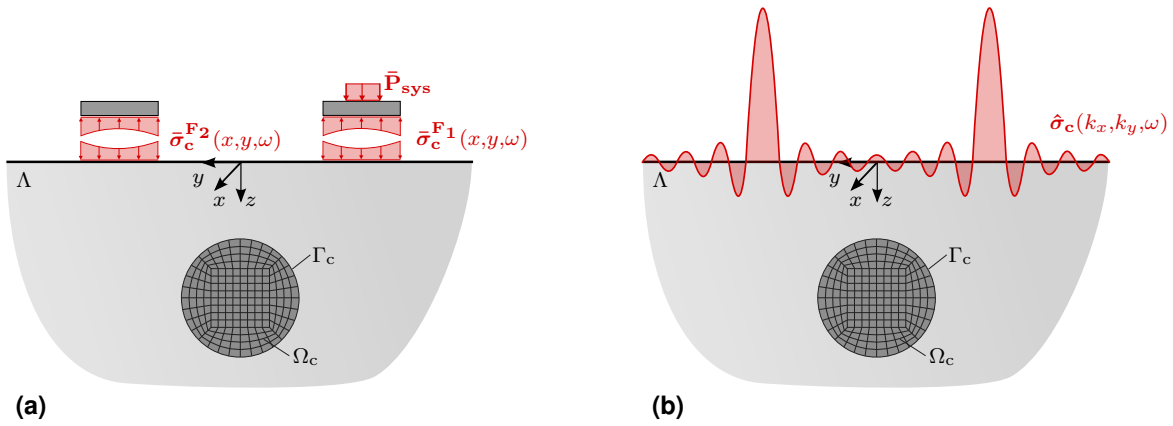 P̄sys
σ̄c^F2(x,y,ω)
σ̄c^F1(x,y,ω)
Λ
y
x
z
Γc
Ωc
(a)
σ̂c(kx,ky,ω)
Λ
y
x
z
Γc
Ωc
(b)